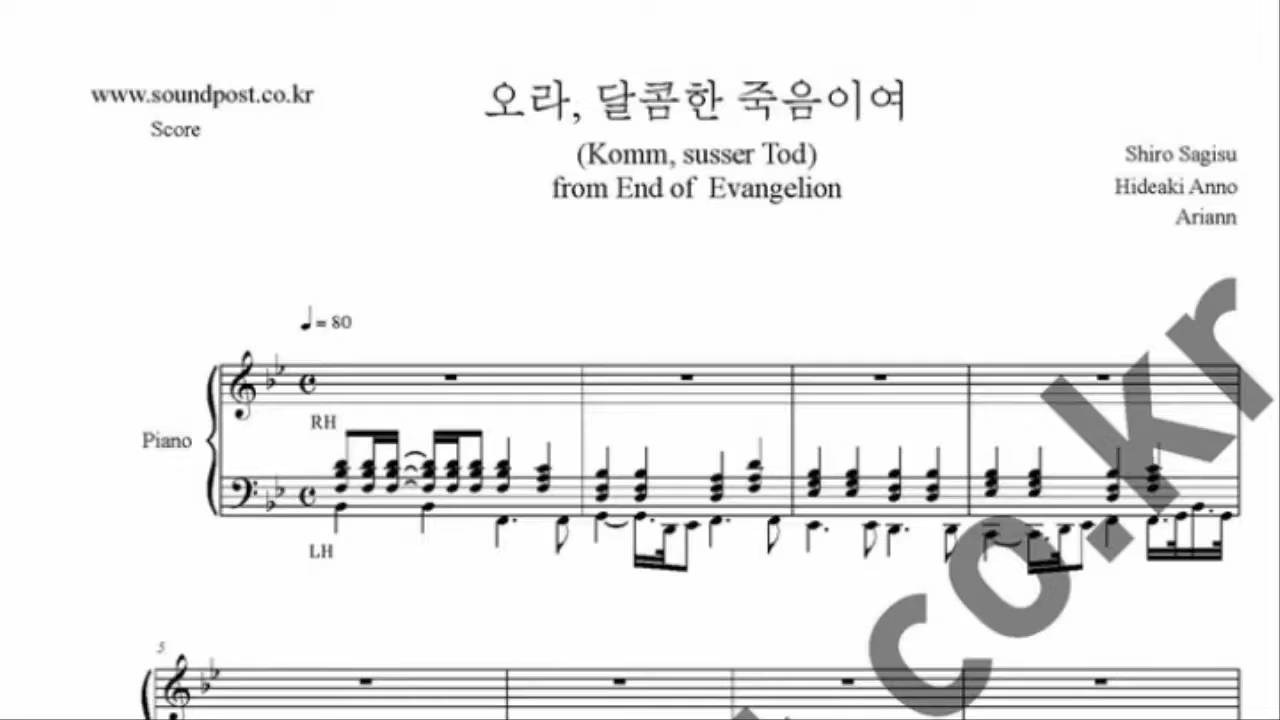 www.soundpost.co.kr
Score
오라, 달콤한 죽음이여
(Komm, susser Tod)
from End of Evangelion
Shiro Sagisu
Hideaki Anno
Ariann
= 80
RH
Piano
LH
5
co.kr